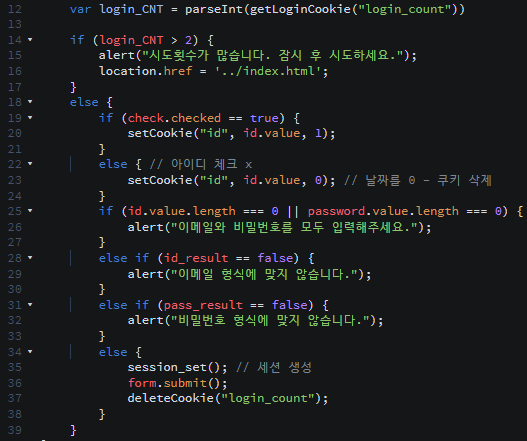 12 var login_CNT = parseInt(getLoginCookie("login_count"))
13
14 if (login_CNT > 2) {
15 alert("시도횟수가 많습니다. 잠시 후 시도하세요.");
16 location.href = '../index.html';
17 }
18 else {
19 if (check.checked == true) {
20 setCookie("id", id.value, 1);
21 }
22 else { // 아이디 체크 x
23 setCookie("id", id.value, 0); // 날짜를 0 - 쿠키 삭제
24 }
25 if (id.value.length === 0 || password.value.length === 0) {
26 alert("이메일와 비밀번호를 모두 입력해주세요.");
27 }
28 else if (id_result == false) {
29 alert("이메일 형식에 맞지 않습니다.");
30 }
31 else if (pass_result == false) {
32 alert("비밀번호 형식에 맞지 않습니다.");
33 }
34 else {
35 session_set(); // 세션 생성
36 form.submit();
37 deleteCookie("login_count");
38 }
39 }